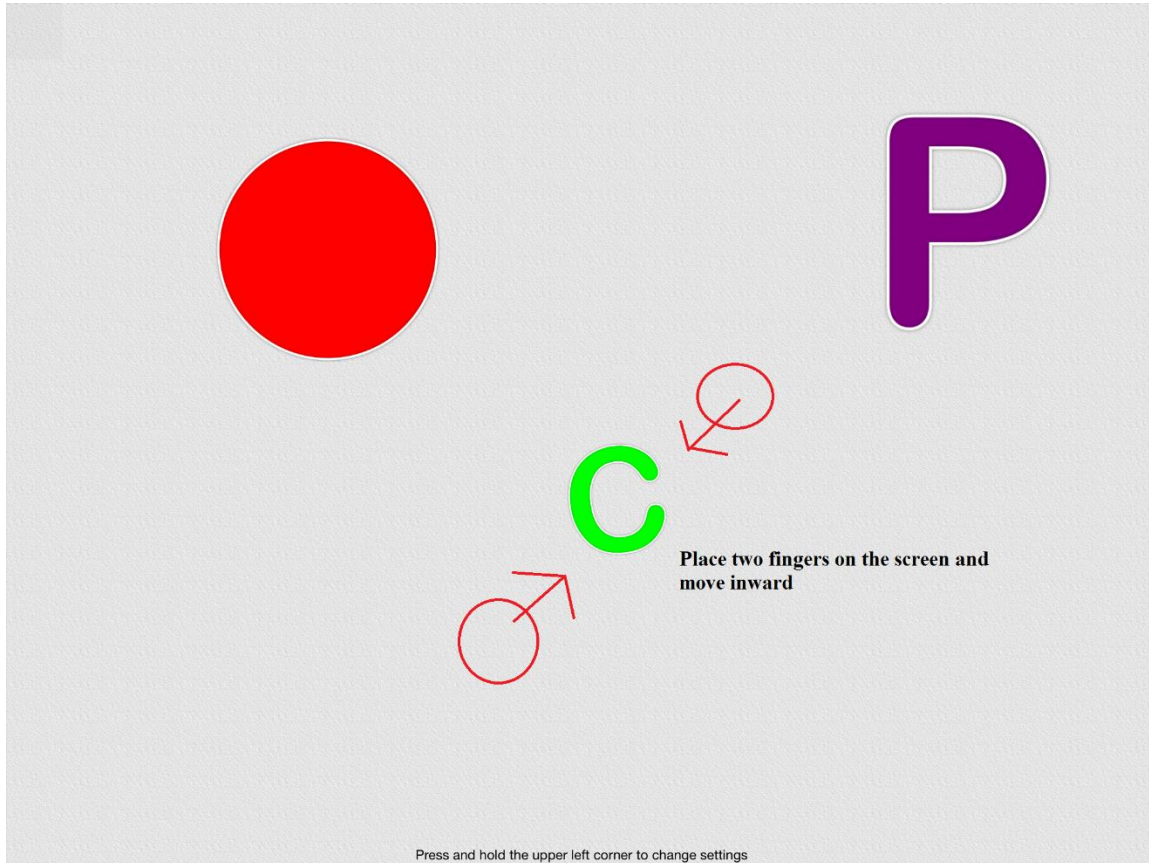 P
C
Place two fingers on the screen and
move inward
Press and hold the upper left corner to change settings